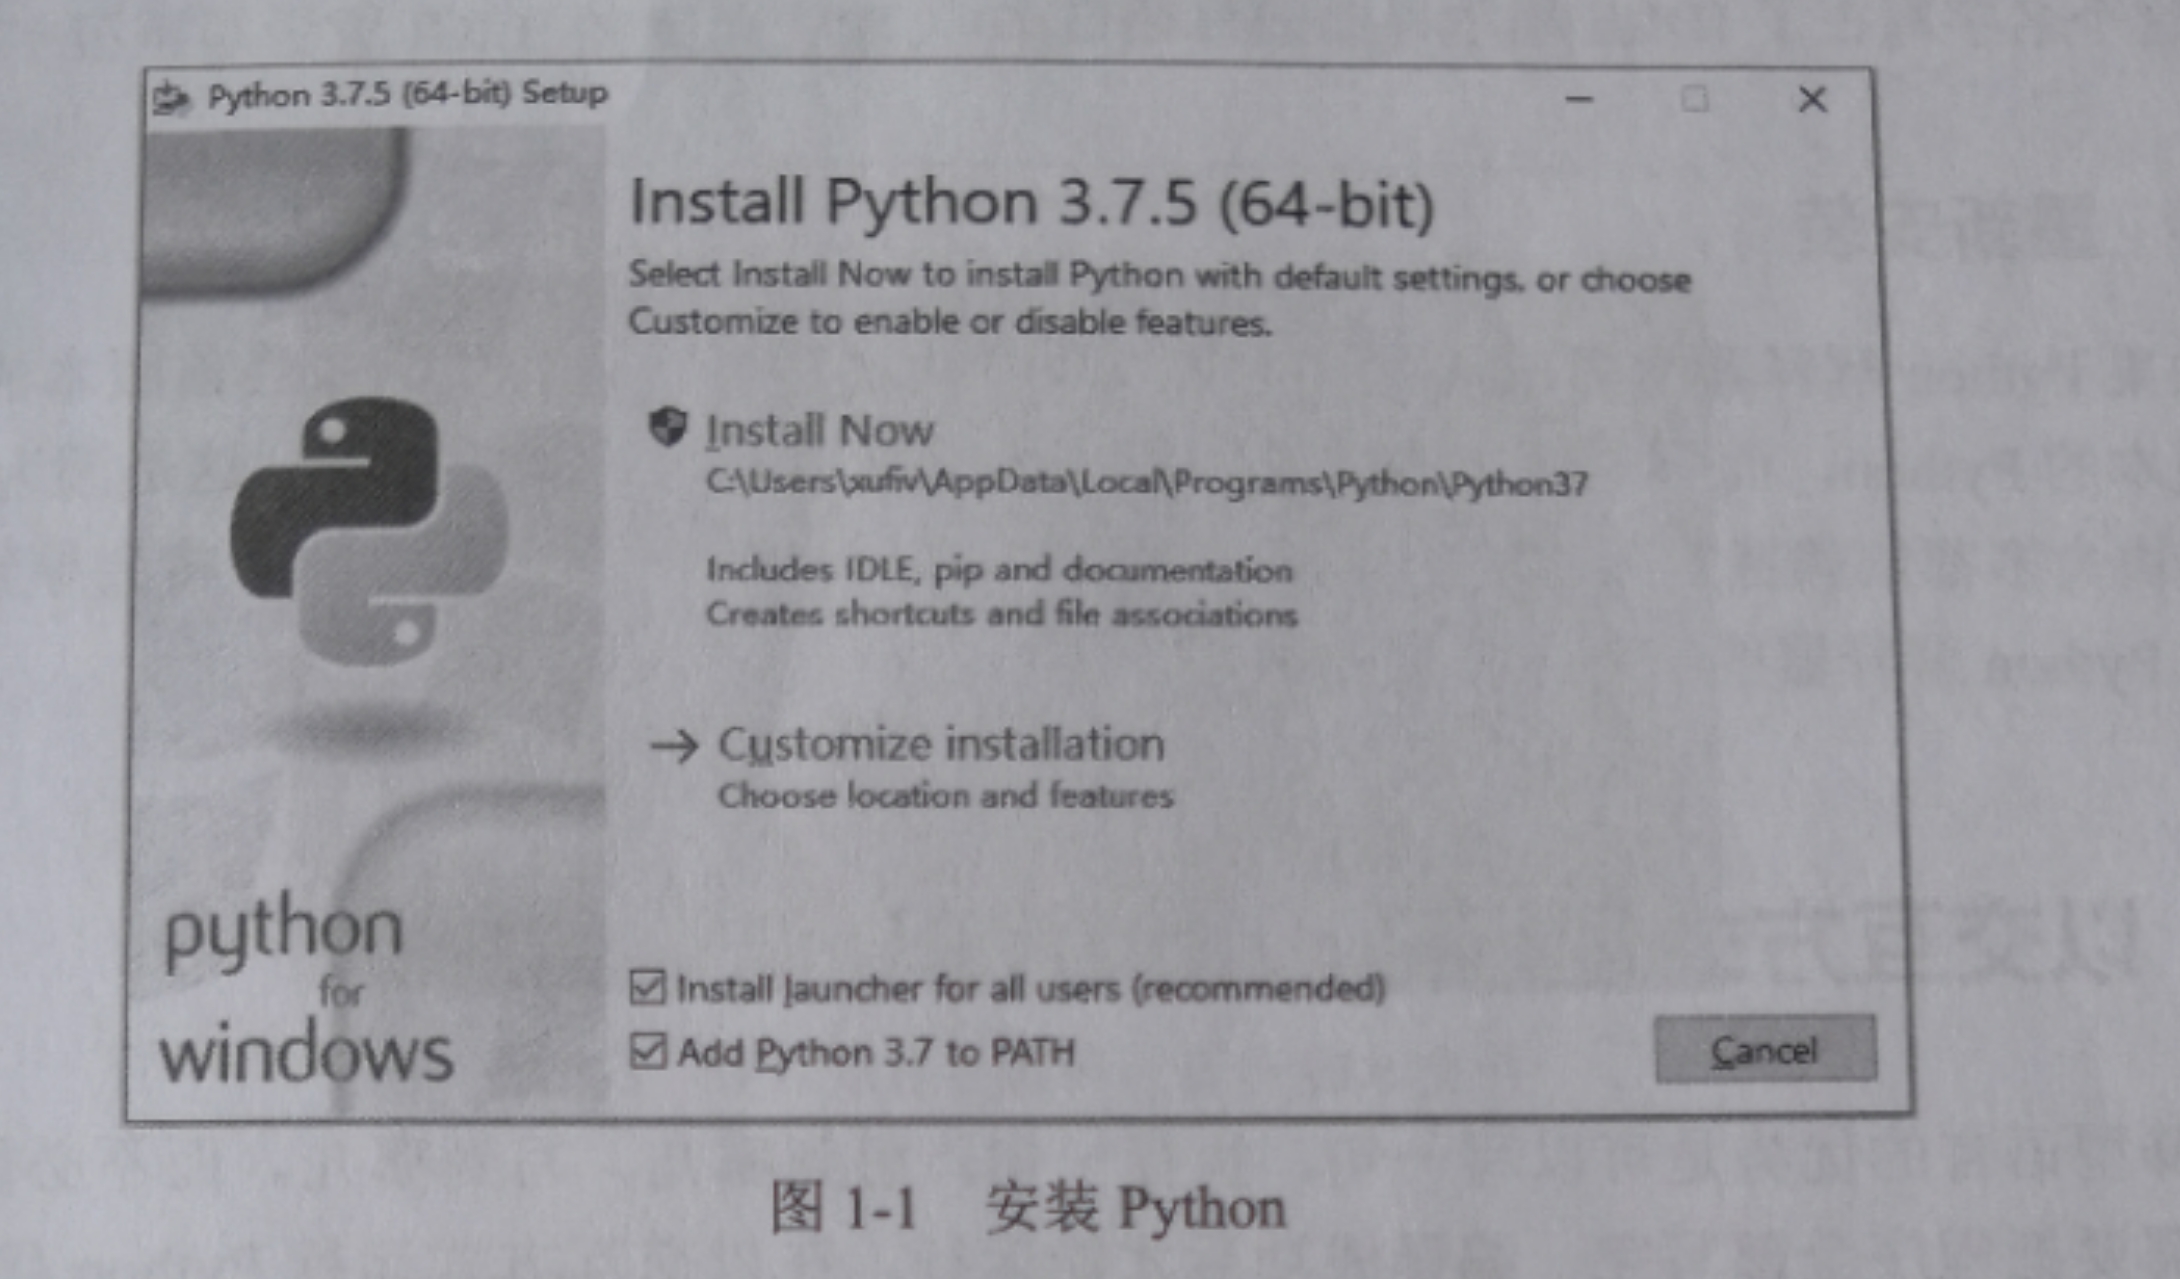 Python 3.7.5 (64-bit) Setup
Install Python 3.7.5 (64-bit)
Select Install Now to install Python with default settings, or choose
Customize to enable or disable features.
Install Now
C:\Users\xufiv\AppData\Local\Programs\Python\Python37
Includes IDLE, pip and documentation
Creates shortcuts and file associations
Customize installation
Choose location and features
python
for
windows
Install launcher for all users (recommended)
Add Python 3.7 to PATH
Cancel
图 1-1 安装 Python